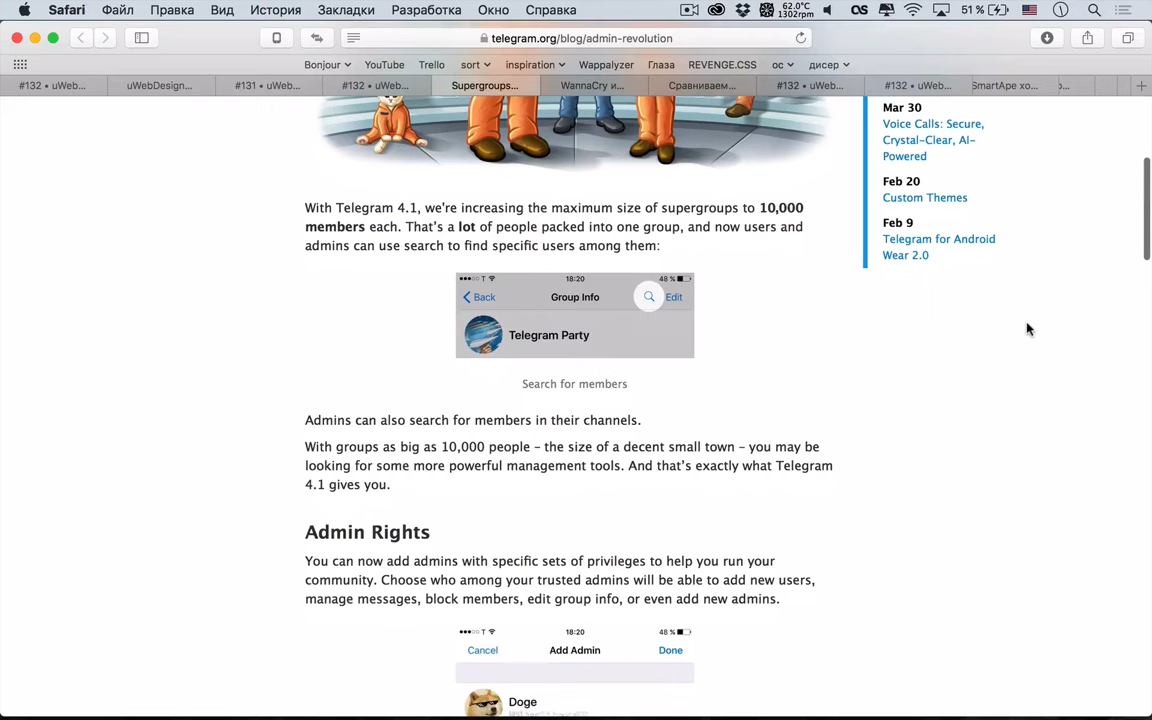 Safari Файл Правка Вид История Закладки Разработка Окно Справка 62.0°C 1302rpm 51 %
telegram.org/blog/admin-revolution
Bonjour YouTube Trello sort inspiration Wappalyzer Глаза REVENGE.CSS ос дисер
#132 • uWeb... uWebDesign... #131 • uWeb... #132 • uWeb... Supergroups... WannaCry и... Сравниваем... #132 • uWeb... #132 • uWeb... SmartApe хо...
Mar 30
Voice Calls: Secure,
Crystal-Clear, AI-
Powered
Feb 20
Custom Themes
Feb 9
Telegram for Android
Wear 2.0
With Telegram 4.1, we're increasing the maximum size of supergroups to 10,000
members each. That's a lot of people packed into one group, and now users and
admins can use search to find specific users among them:
T 18:20 48 %
Back Group Info Edit
Telegram Party
Search for members
Admins can also search for members in their channels.
With groups as big as 10,000 people – the size of a decent small town – you may be
looking for some more powerful management tools. And that's exactly what Telegram
4.1 gives you.
Admin Rights
You can now add admins with specific sets of privileges to help you run your
community. Choose who among your trusted admins will be able to add new users,
manage messages, block members, edit group info, or even add new admins.
T 18:20 48 %
Cancel Add Admin Done
Doge